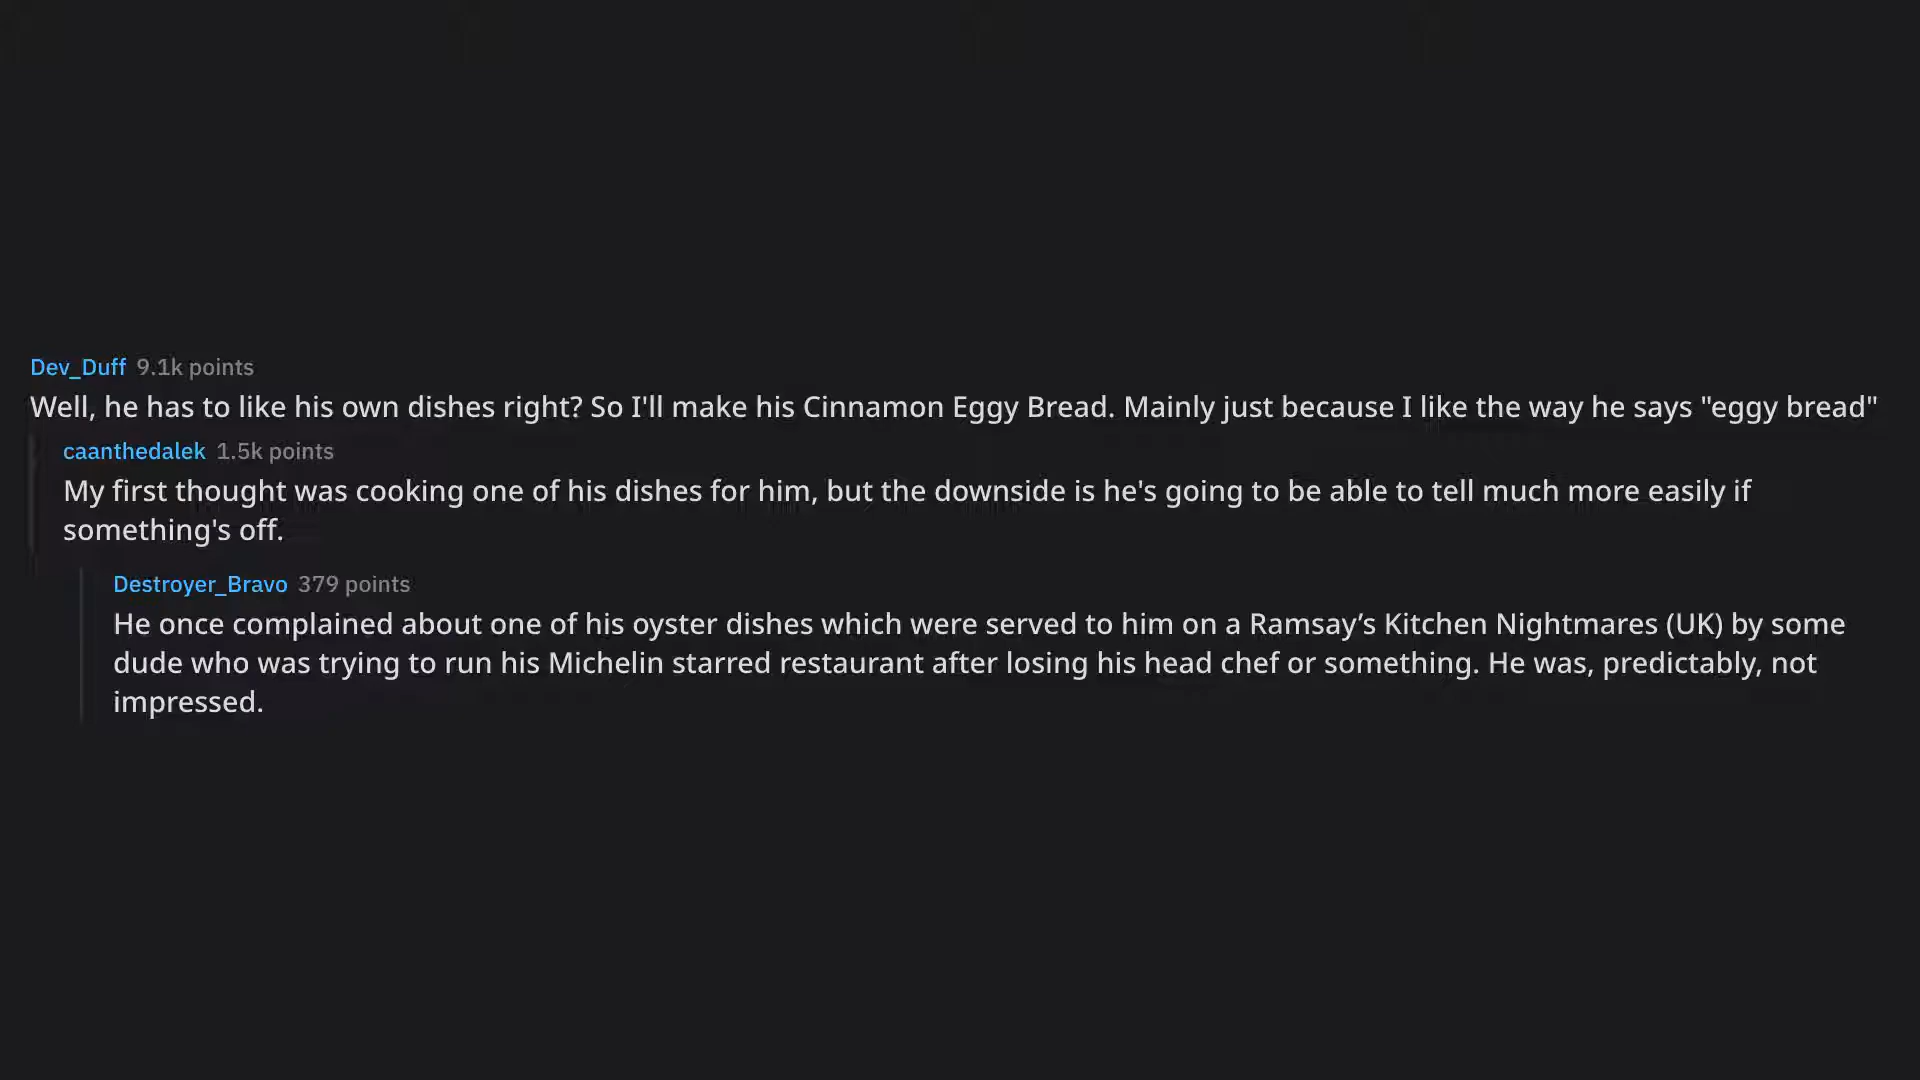 Dev_Duff 9.1k points
Well, he has to like his own dishes right? So I'll make his Cinnamon Eggy Bread. Mainly just because I like the way he says "eggy bread"
caanthedalek 1.5k points
My first thought was cooking one of his dishes for him, but the downside is he's going to be able to tell much more easily if
something's off.
Destroyer_Bravo 379 points
He once complained about one of his oyster dishes which were served to him on a Ramsay’s Kitchen Nightmares (UK) by some
dude who was trying to run his Michelin starred restaurant after losing his head chef or something. He was, predictably, not
impressed.